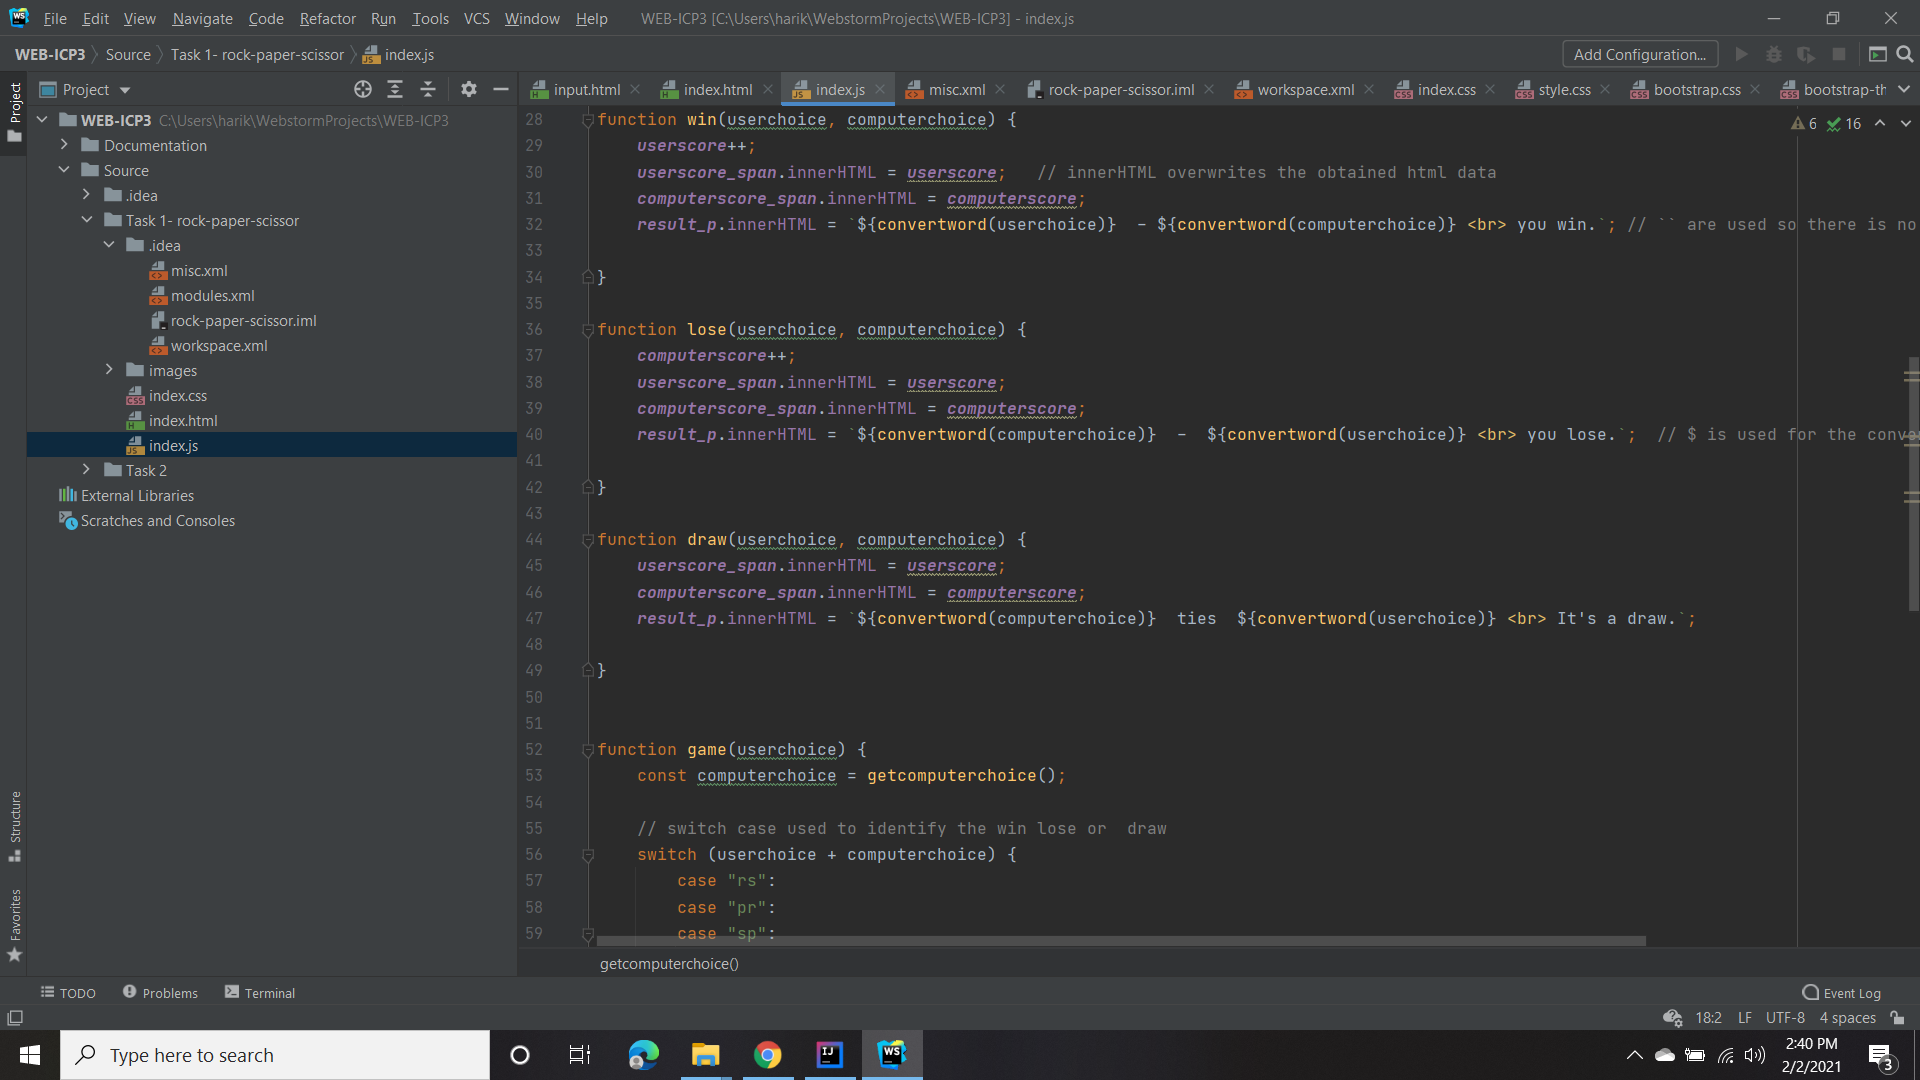 File Edit View Navigate Code Refactor Run Tools VCS Window Help WEB-ICP3 [C:\Users\harik\WebstormProjects\WEB-ICP3] - index.js
WEB-ICP3 Source Task 1- rock-paper-scissor index.js Add Configuration...
Project
Project
input.html index.html index.js misc.xml rock-paper-scissor.iml workspace.xml index.css style.css bootstrap.css bootstrap-th
WEB-ICP3 C:\Users\harik\WebstormProjects\WEB-ICP3
Documentation
Source
.idea
Task 1- rock-paper-scissor
.idea
misc.xml
modules.xml
rock-paper-scissor.iml
workspace.xml
images
index.css
index.html
index.js
Task 2
External Libraries
Scratches and Consoles
Structure
Favorites
6 16
28 function win(userchoice, computerchoice) {
29 userscore++;
30 userscore_span.innerHTML = userscore;   // innerHTML overwrites the obtained html data
31 computerscore_span.innerHTML = computerscore;
32 result_p.innerHTML = `${convertword(userchoice)}  - ${convertword(computerchoice)} <br> you win.`; // `` are used so there is no
33
34 }
35
36 function lose(userchoice, computerchoice) {
37 computerscore++;
38 userscore_span.innerHTML = userscore;
39 computerscore_span.innerHTML = computerscore;
40 result_p.innerHTML = `${convertword(computerchoice)}  -  ${convertword(userchoice)} <br> you lose.`;  // $ is used for the conver
41
42 }
43
44 function draw(userchoice, computerchoice) {
45 userscore_span.innerHTML = userscore;
46 computerscore_span.innerHTML = computerscore;
47 result_p.innerHTML = `${convertword(computerchoice)}  ties  ${convertword(userchoice)} <br> It's a draw.`;
48
49 }
50
51
52 function game(userchoice) {
53 const computerchoice = getcomputerchoice();
54
55 // switch case used to identify the win lose or  draw
56 switch (userchoice + computerchoice) {
57 case "rs":
58 case "pr":
59 case "sp":
getcomputerchoice()
TODO Problems Terminal Event Log
18:2 LF UTF-8 4 spaces
Type here to search
2:40 PM
2/2/2021
3